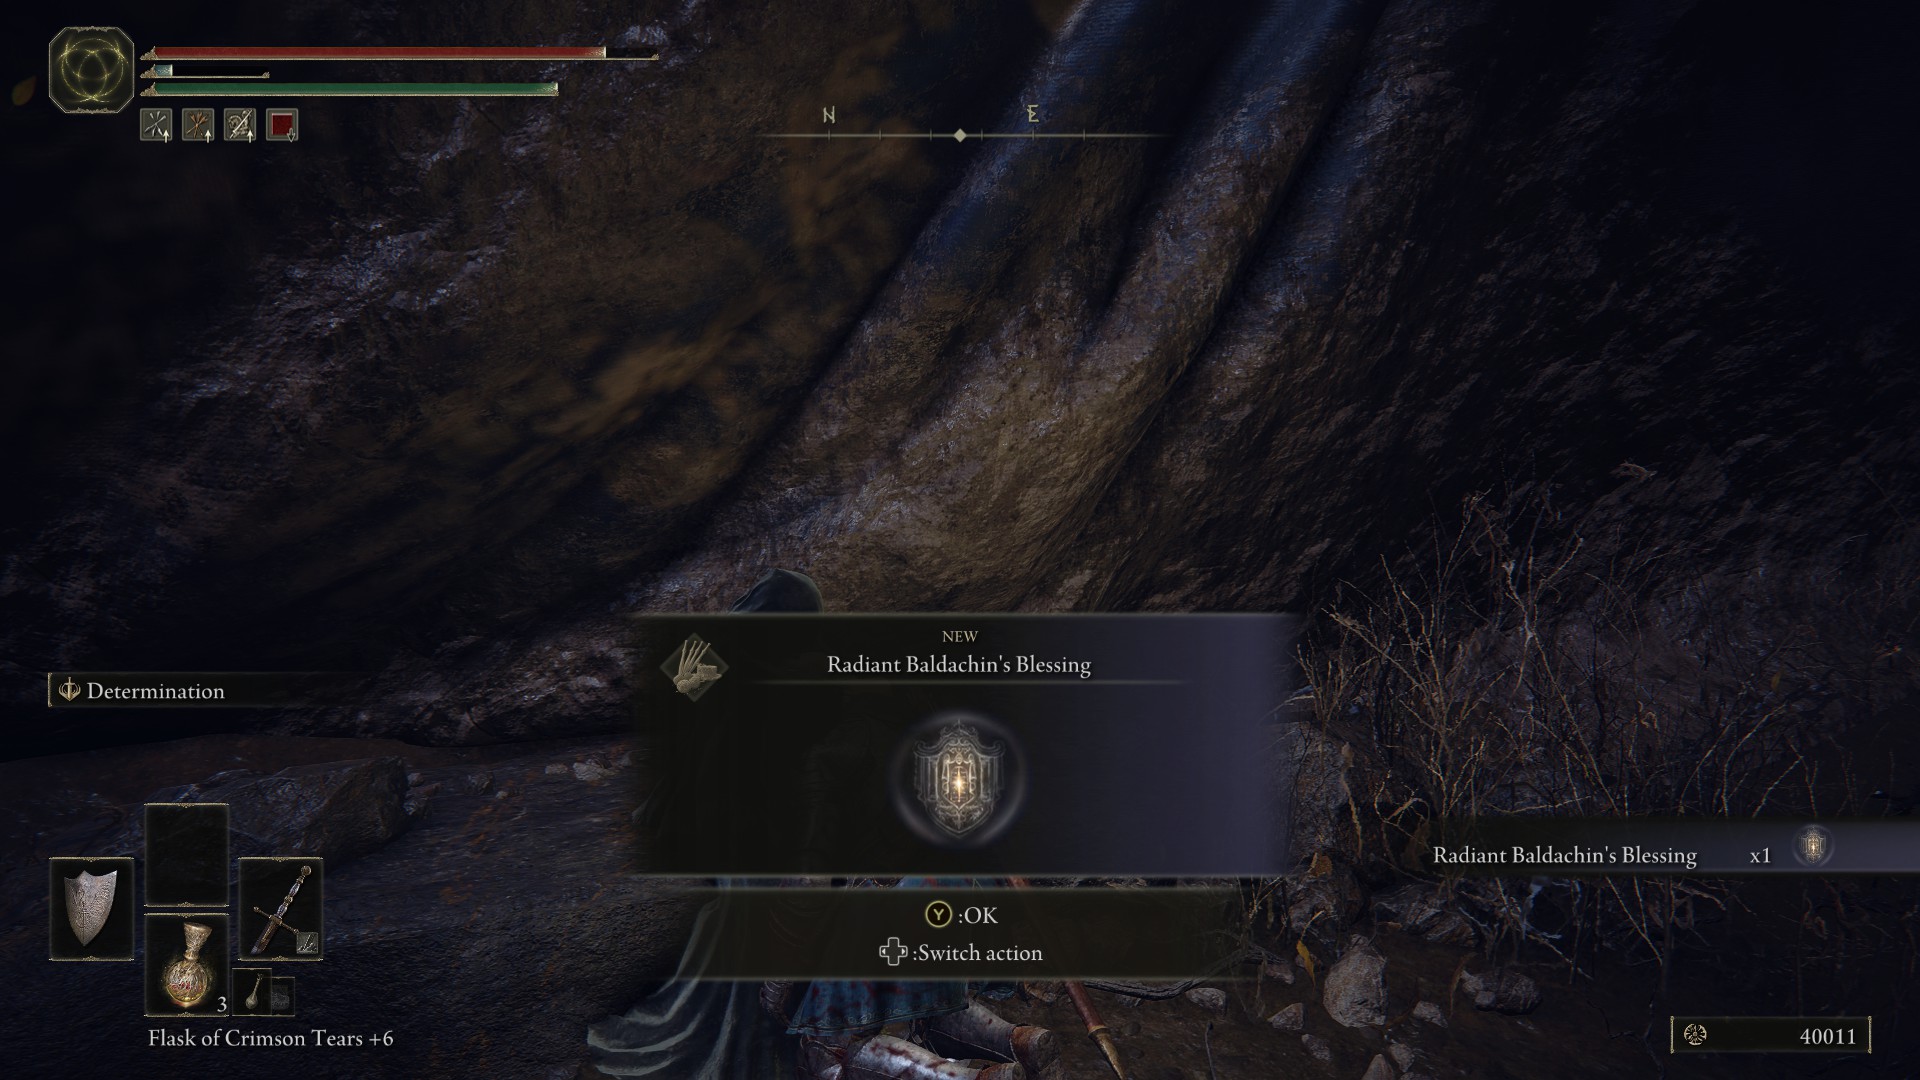 N
E
NEW
Radiant Baldachin's Blessing
Determination
Radiant Baldachin's Blessing x1
Y :OK
:Switch action
3
Flask of Crimson Tears +6
40011